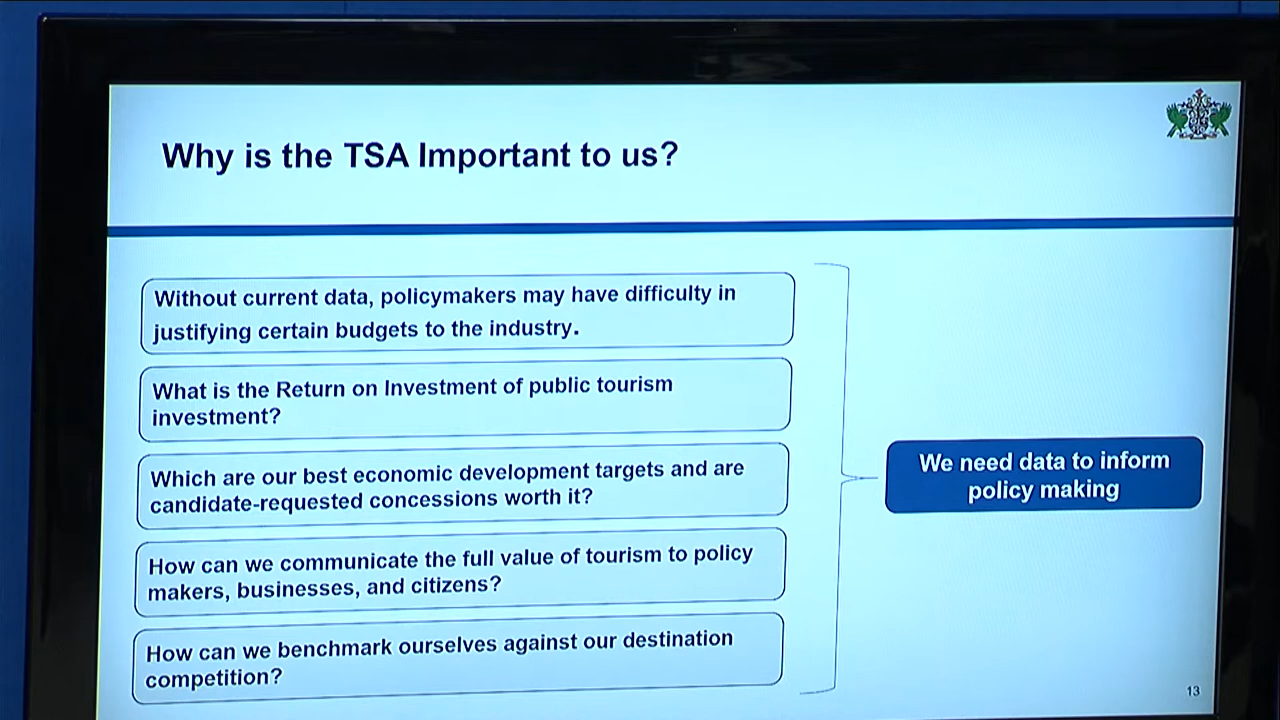 Why is the TSA Important to us?
Without current data, policymakers may have difficulty in
justifying certain budgets to the industry.
What is the Return on Investment of public tourism
investment?
Which are our best economic development targets and are
candidate-requested concessions worth it?
How can we communicate the full value of tourism to policy
makers, businesses, and citizens?
How can we benchmark ourselves against our destination
competition?
We need data to inform
policy making
13